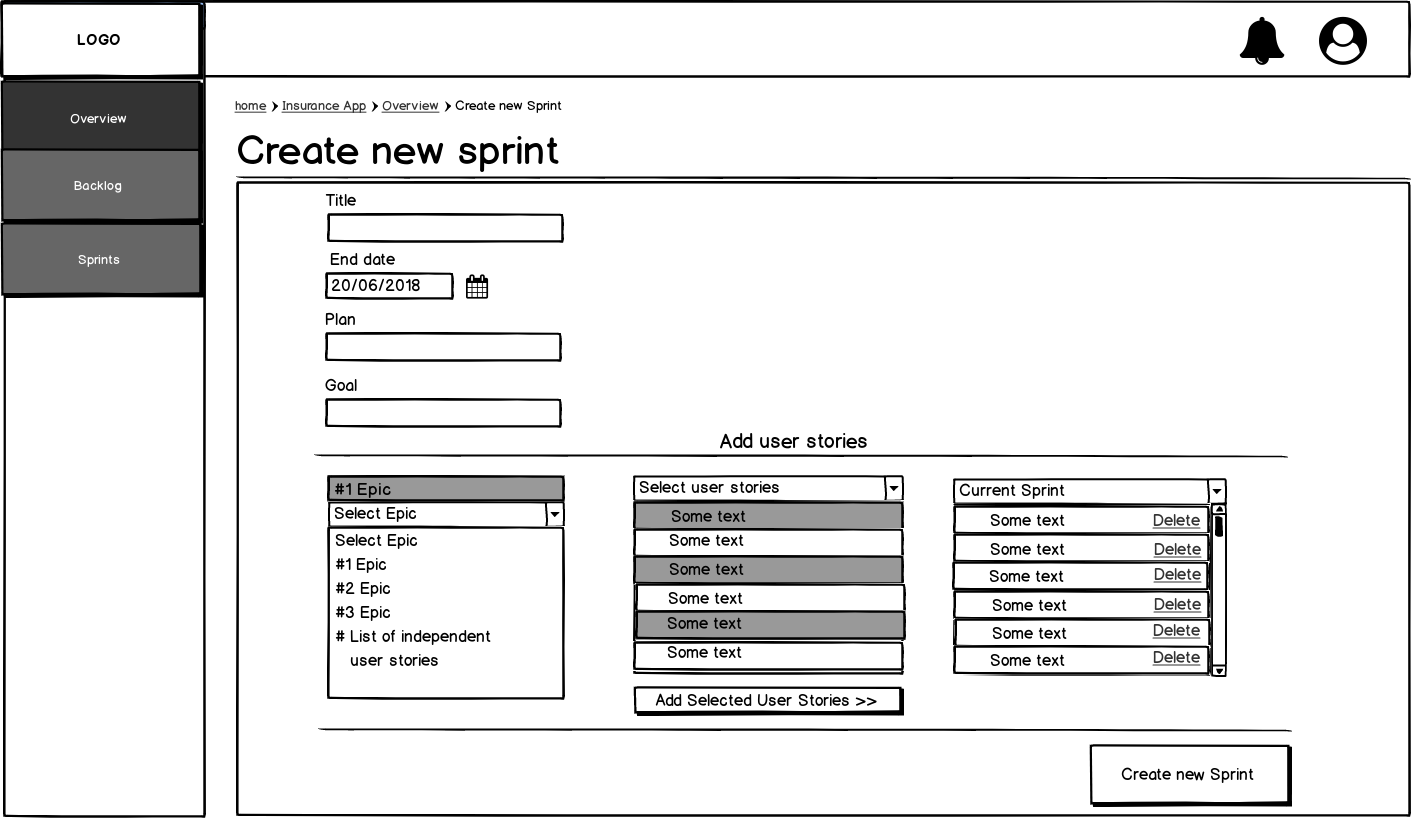 LOGO
Overview
Backlog
Sprints
home > Insurance App > Overview > Create new Sprint
Create new sprint
Title
End date
20/06/2018
Plan
Goal
Add user stories
#1 Epic
Select Epic
Select Epic
#1 Epic
#2 Epic
#3 Epic
# List of independent
user stories
Select user stories
Some text
Some text
Some text
Some text
Some text
Some text
Add Selected User Stories >>
Current Sprint
Some text Delete
Some text Delete
Some text Delete
Some text Delete
Some text Delete
Some text Delete
Create new Sprint